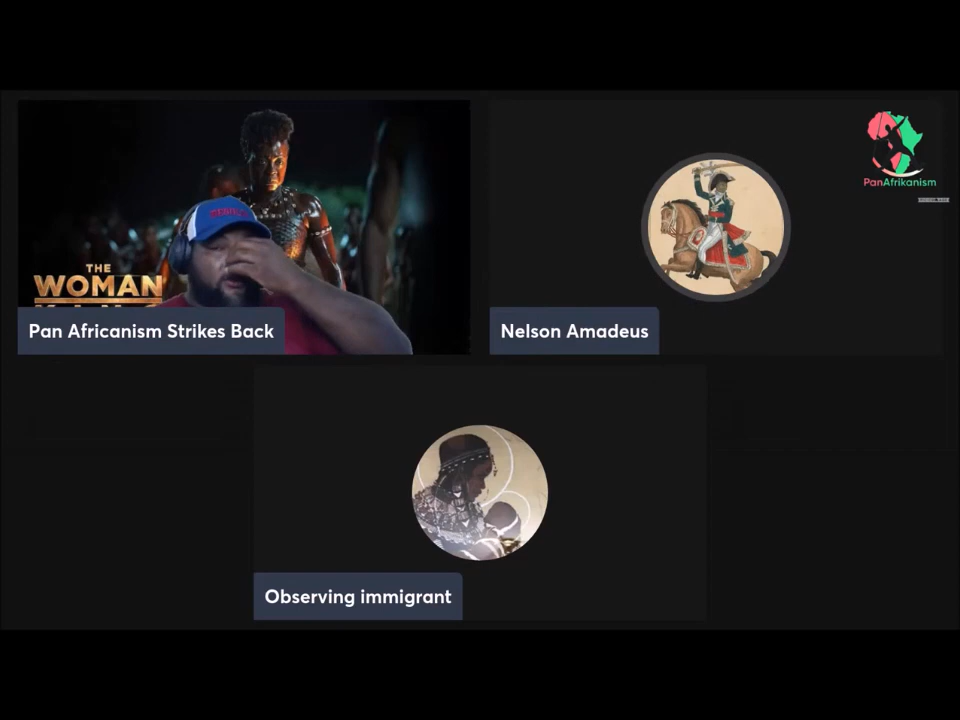 THE
WOMAN
Pan Africanism Strikes Back
PanAfrikanism
Nelson Amadeus
Observing immigrant